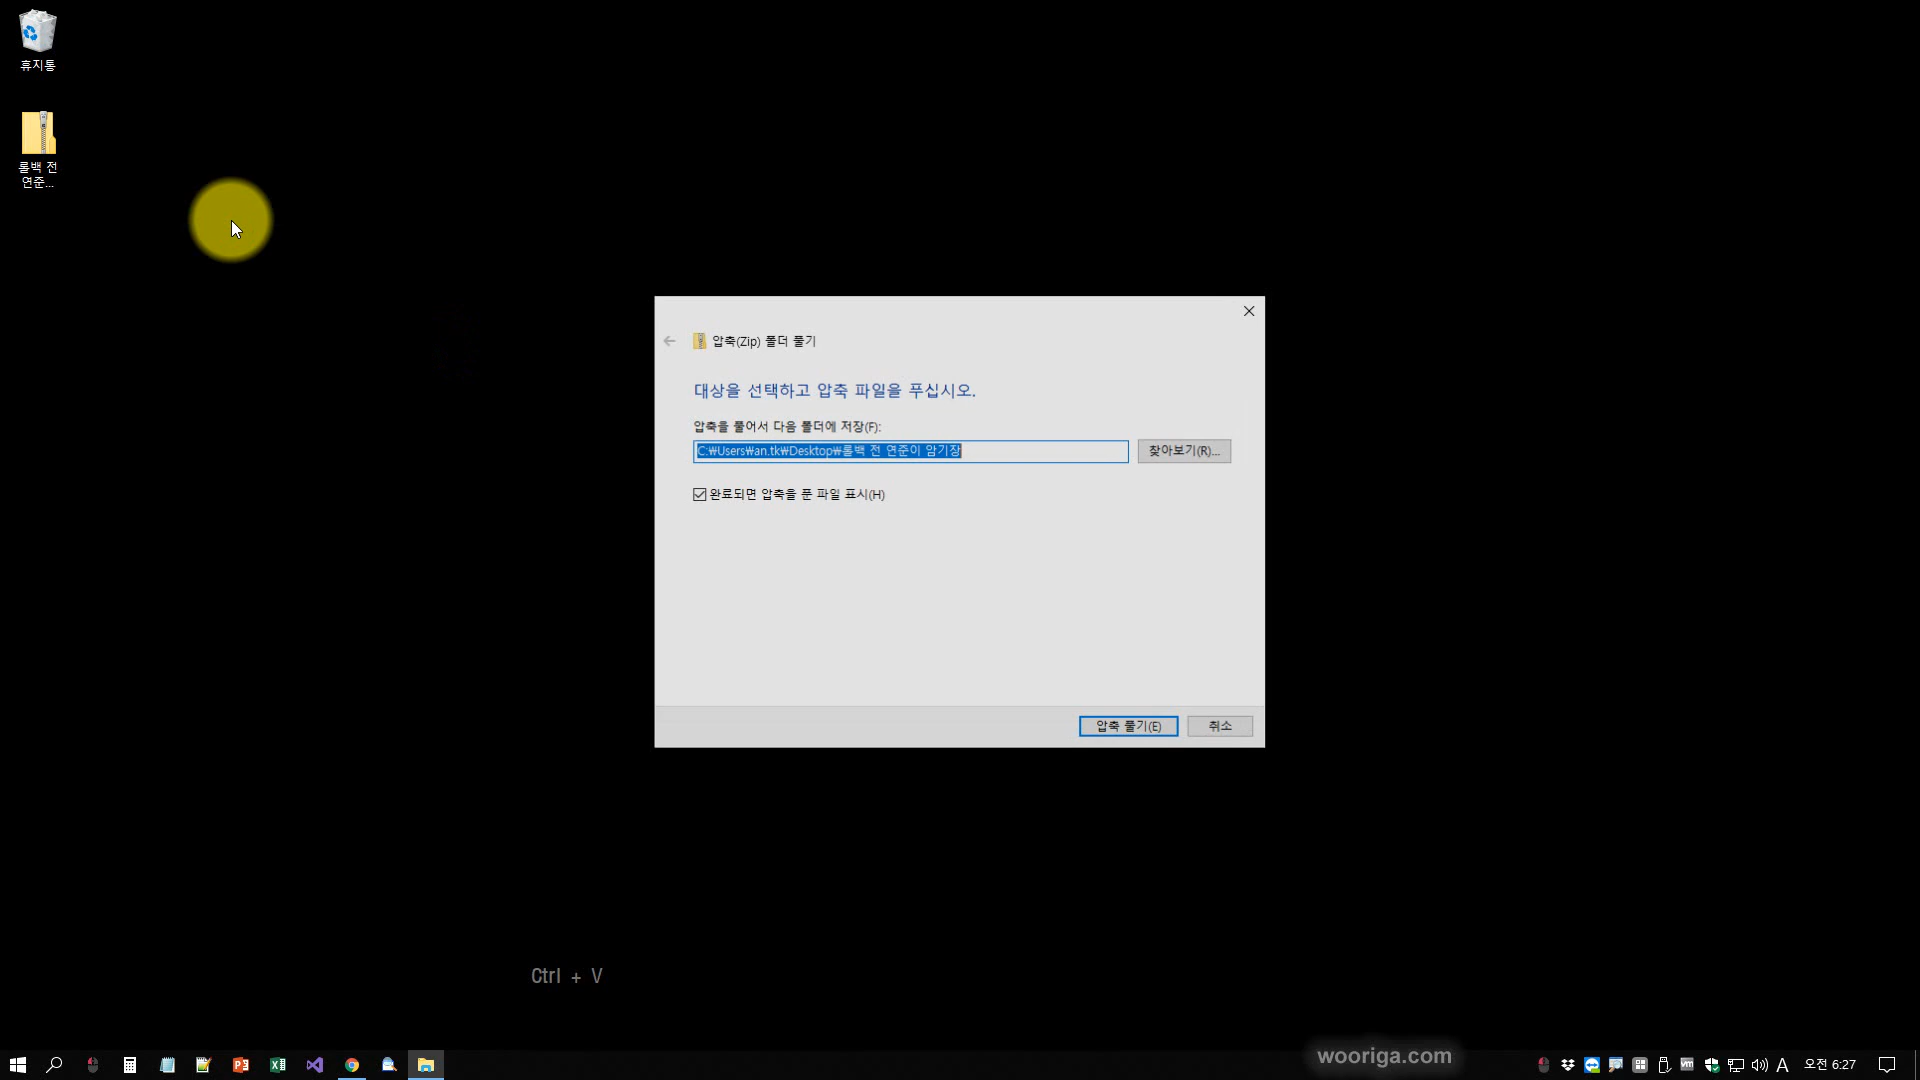 휴지통
롤백 전
연준...
압축(Zip) 폴더 풀기
대상을 선택하고 압축 파일을 푸십시오.
압축을 풀어서 다음 폴더에 저장(F):
C:₩Users₩an.tk₩Desktop₩롤백 전 연준이 암기장
찾아보기(R)...
완료되면 압축을 푼 파일 표시(H)
압축 풀기(E)
취소
Ctrl + V
wooriga.com
A
오전 6:27